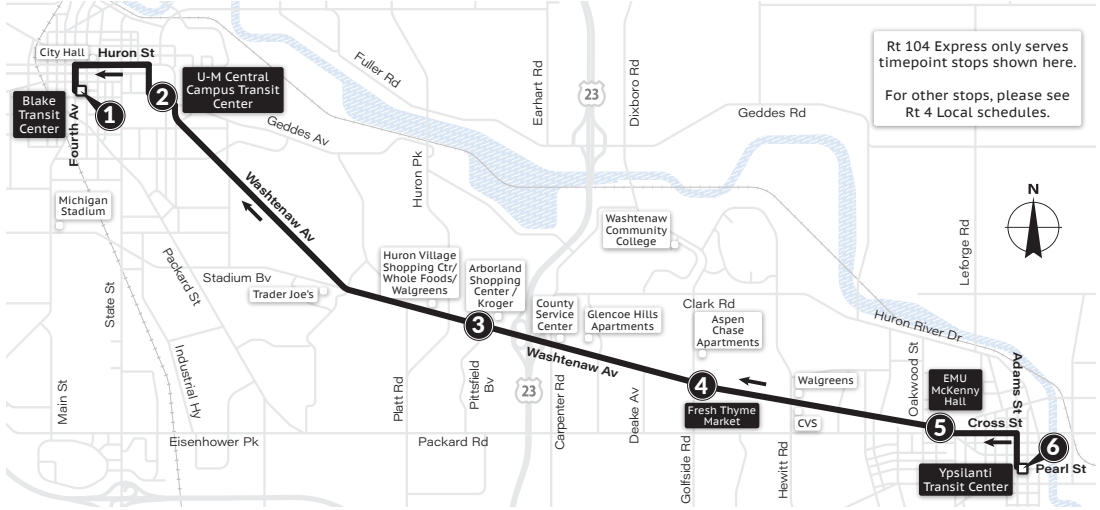 City Hall
Huron St
U-M Central
Campus Transit
Center
Blake
Transit
Center
1
2
Fourth Av
Geddes Av
Fuller Rd
Huron Pk
Earhart Rd
23
Dixboro Rd
Geddes Rd
Rt 104 Express only serves
timepoint stops shown here.
For other stops, please see
Rt 4 Local schedules.
N
Michigan
Stadium
Washtenaw Av
Washtenaw
Community
College
Leforge Rd
Packard St
Stadium Bv
Trader Joe's
State St
Huron Village
Shopping Ctr/
Whole Foods/
Walgreens
Arborland
Shopping
Center /
Kroger
County
Service
Center
Glencoe Hills
Apartments
Clark Rd
Aspen
Chase
Apartments
Huron River Dr
3
Washtenaw Av
4
Fresh Thyme
Market
Walgreens
CVS
Oakwood St
EMU
McKenny
Hall
Adams St
5
Cross St
6
Pearl St
Ypsilanti
Transit Center
Main St
Industrial Hy
Eisenhower Pk
Platt Rd
Packard Rd
Pittsfield
Bv
23
Carpenter Rd
Deake Av
Golfside Rd
Hewitt Rd